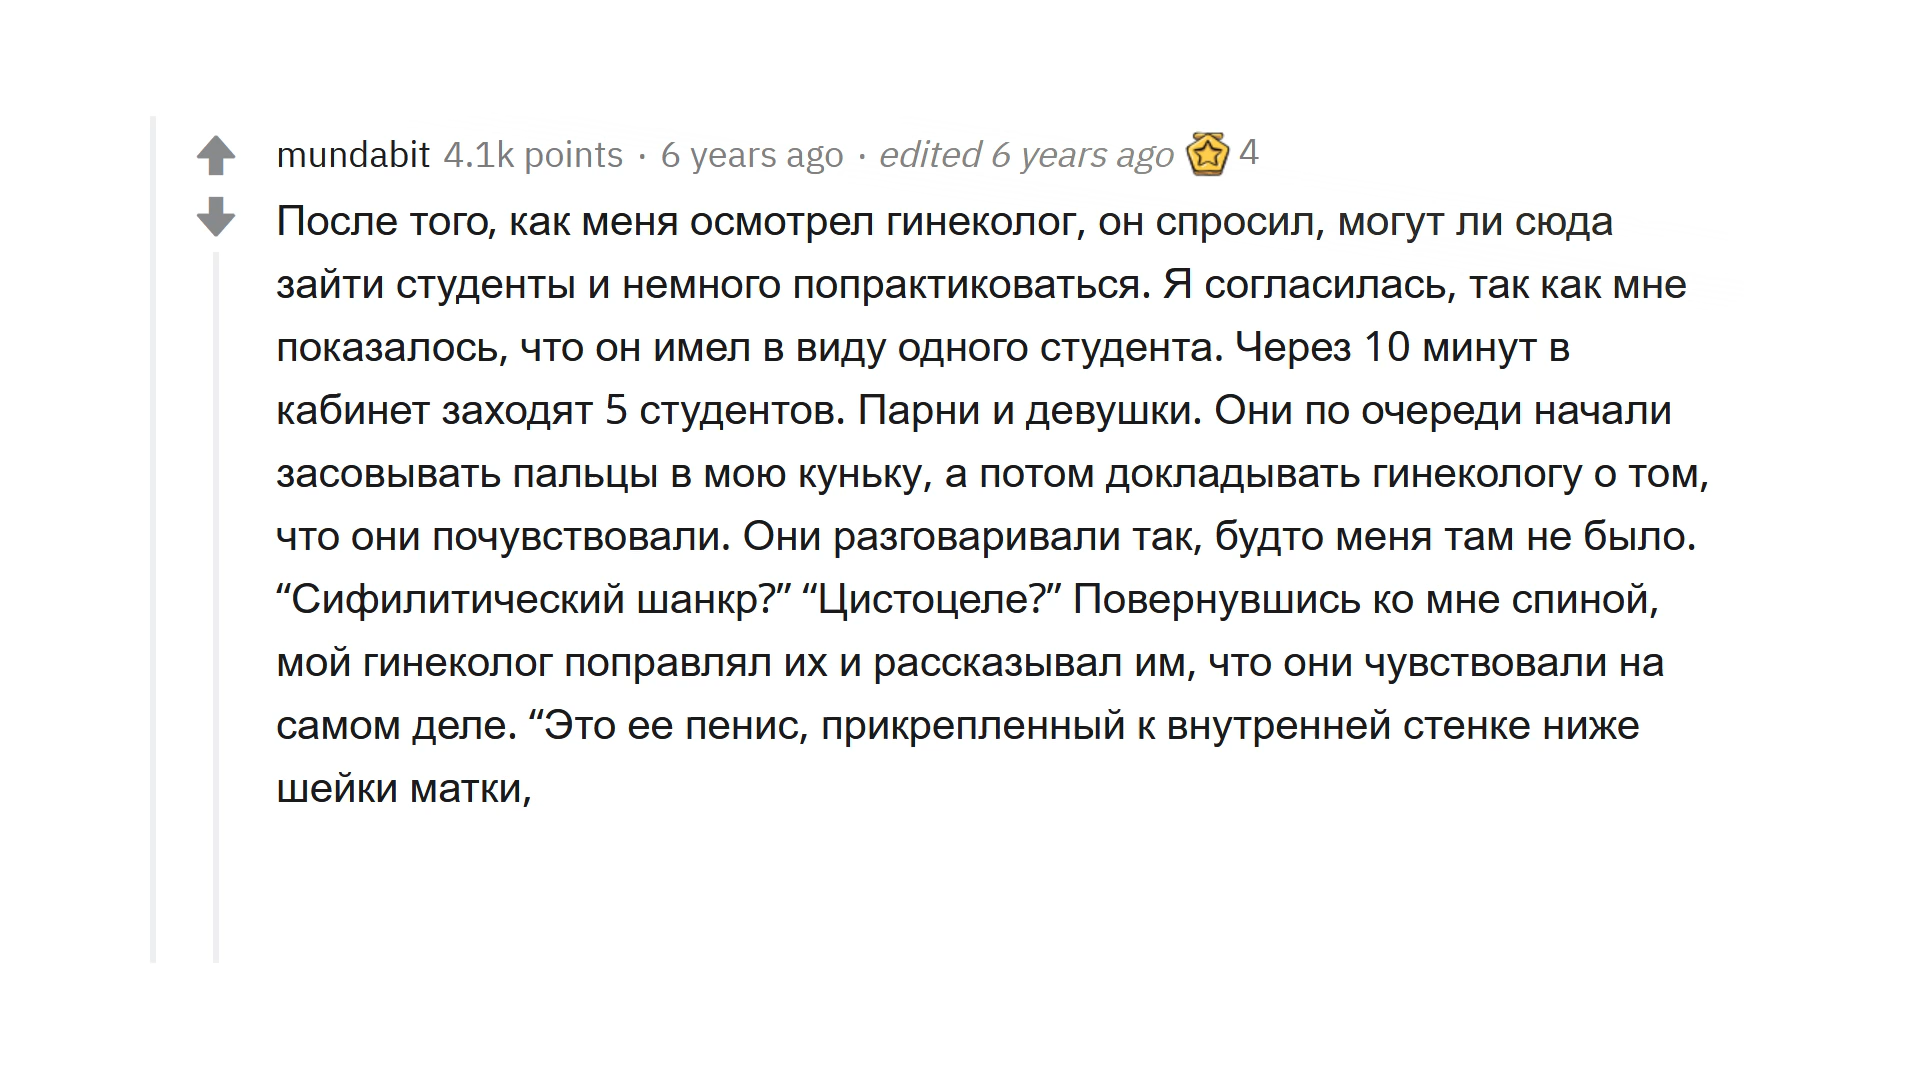 mundabit 4.1k points · 6 years ago · edited 6 years ago 4
После того, как меня осмотрел гинеколог, он спросил, могут ли сюда
зайти студенты и немного попрактиковаться. Я согласилась, так как мне
показалось, что он имел в виду одного студента. Через 10 минут в
кабинет заходят 5 студентов. Парни и девушки. Они по очереди начали
засовывать пальцы в мою куньку, а потом докладывать гинекологу о том,
что они почувствовали. Они разговаривали так, будто меня там не было.
“Сифилитический шанкр?” “Цистоцеле?” Повернувшись ко мне спиной,
мой гинеколог поправлял их и рассказывал им, что они чувствовали на
самом деле. “Это ее пенис, прикрепленный к внутренней стенке ниже
шейки матки,